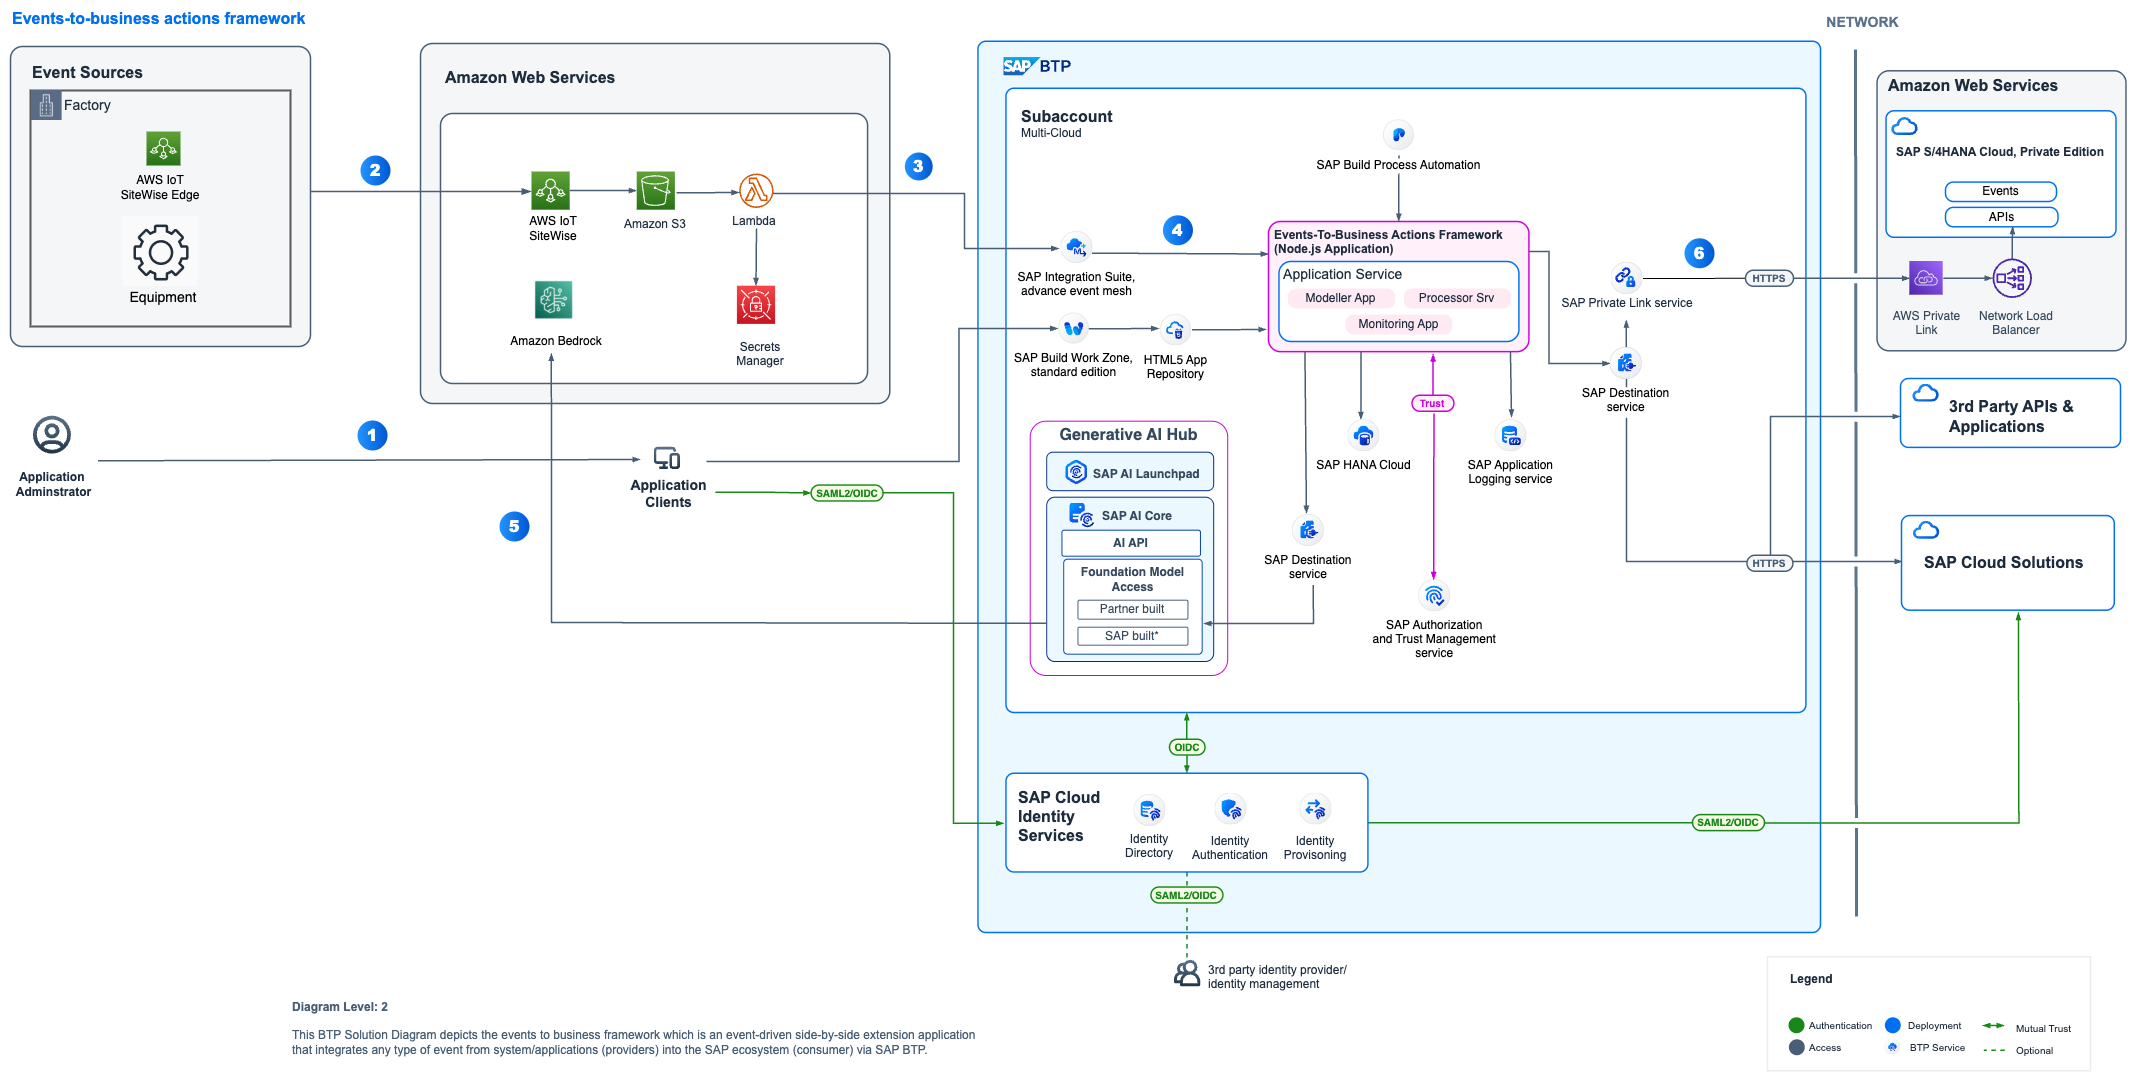 Events-to-business actions framework
NETWORK
Event Sources
Factory
AWS IoT
SiteWise Edge
Equipment
2
Amazon Web Services
AWS IoT
SiteWise
Amazon S3
Lambda
Amazon Bedrock
Secrets
Manager
3
SAP BTP
Subaccount
Multi-Cloud
SAP Build Process Automation
4
SAP Integration Suite,
advance event mesh
Events-To-Business Actions Framework
(Node.js Application)
Application Service
Modeller App
Processor Srv
Monitoring App
SAP Build Work Zone,
standard edition
HTML5 App
Repository
SAP Private Link service
SAP Destination
service
6
HTTPS
Amazon Web Services
SAP S/4HANA Cloud, Private Edition
Events
APIs
AWS Private
Link
Network Load
Balancer
3rd Party APIs &
Applications
Trust
SAP HANA Cloud
SAP Application
Logging service
Application
Adminstrator
1
Application
Clients
SAML2/OIDC
5
Generative AI Hub
SAP AI Launchpad
SAP AI Core
AI API
Foundation Model
Access
Partner built
SAP built*
SAP Destination
service
SAP Authorization
and Trust Management
service
HTTPS
SAP Cloud Solutions
OIDC
SAP Cloud
Identity
Services
Identity
Directory
Identity
Authentication
Identity
Provisoning
SAML2/OIDC
SAML2/OIDC
3rd party identity provider/
identity management
Diagram Level: 2
This BTP Solution Diagram depicts the events to business framework which is an event-driven side-by-side extension application
that integrates any type of event from system/applications (providers) into the SAP ecosystem (consumer) via SAP BTP.
Legend
Authentication
Deployment
Mutual Trust
Access
BTP Service
Optional